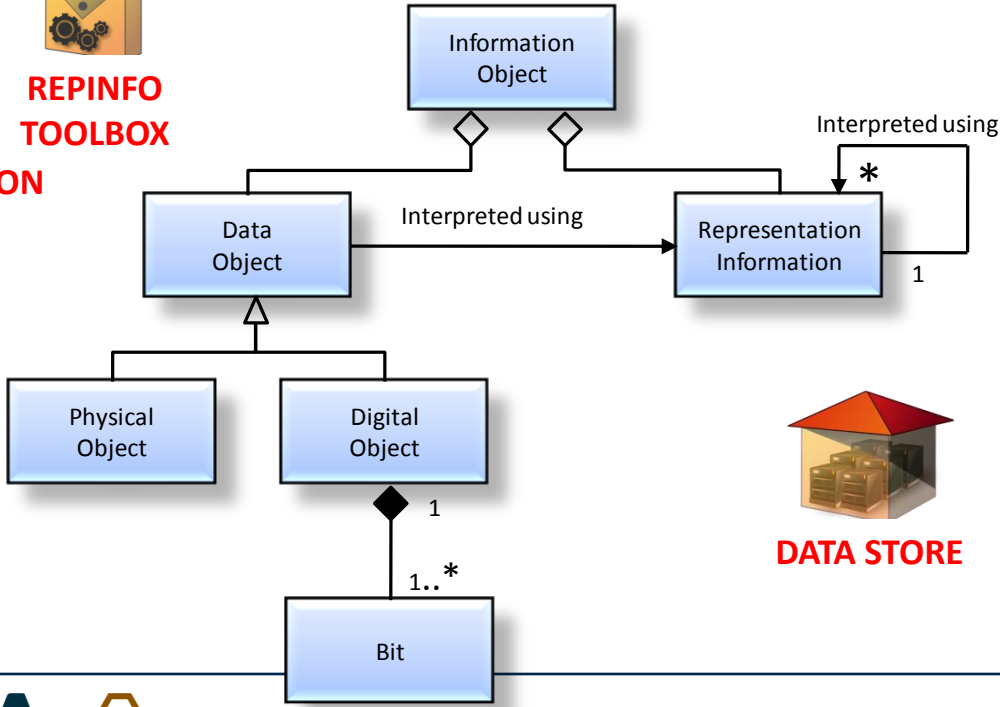 Information
Object
REPINFO
TOOLBOX
ON
Interpreted using
*
Data
Object
Interpreted using
Representation
Information
1
Physical
Object
Digital
Object
1
1..*
DATA STORE
Bit